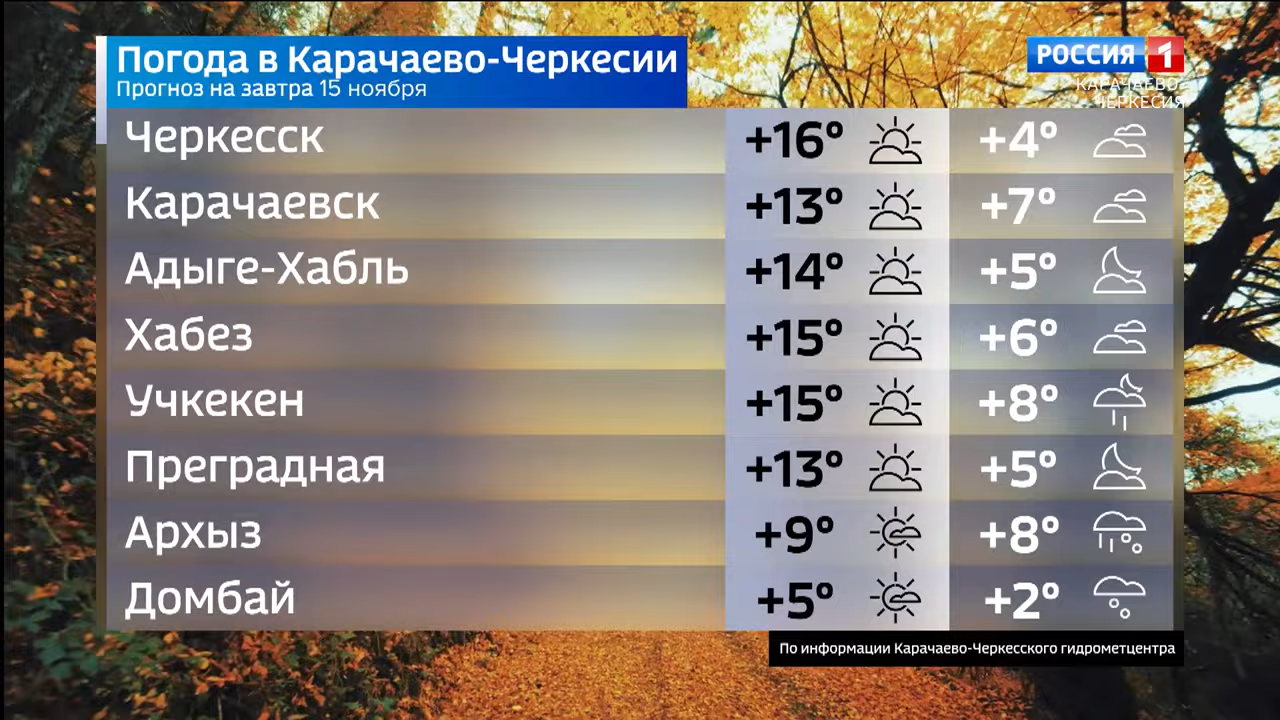 Погода в Карачаево-Черкесии
Прогноз на завтра 15 ноября
РОССИЯ 1
КАРАЧАЕВО-
ЧЕРКЕСИЯ
Черкесск +16° +4°
Карачаевск +13° +7°
Адыге-Хабль +14° +5°
Хабез +15° +6°
Учкекен +15° +8°
Преградная +13° +5°
Архыз +9° +8°
Домбай +5° +2°
По информации Карачаево-Черкесского гидрометцентра